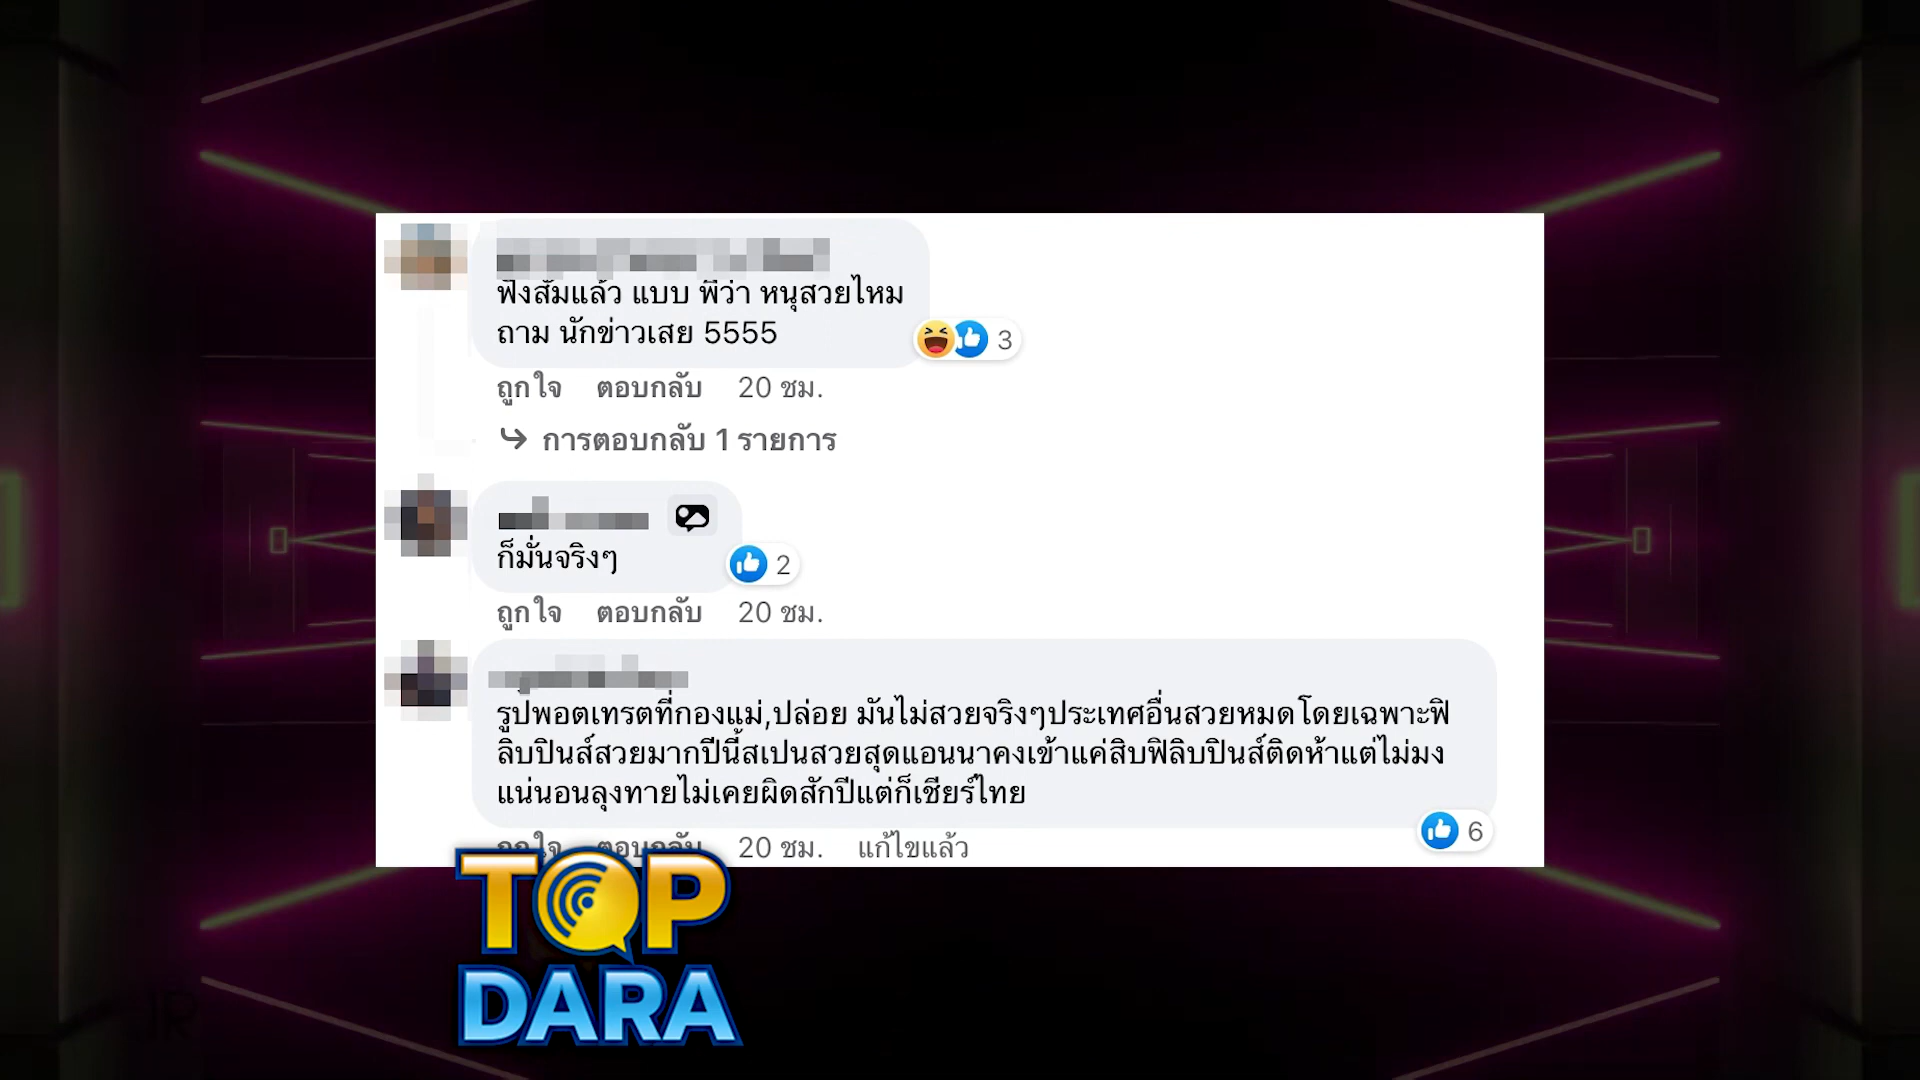 ฟังสัมแล้ว แบบ พี่ว่า หนุสวยไหม
ถาม นักข่าวเสย 5555
3
ถูกใจ ตอบกลับ 20 ชม.
การตอบกลับ 1 รายการ
ก็มั่นจริงๆ
2
ถูกใจ ตอบกลับ 20 ชม.
รูปพอตเทรตที่กองแม่,ปล่อย มันไม่สวยจริงๆประเทศอื่นสวยหมดโดยเฉพาะฟิ
ลิบปินส์สวยมากปีนี้สเปนสวยสุดแอนนาคงเข้าแค่สิบฟิลิบปินส์ติดห้าแต่ไม่มง
แน่นอนลุงทายไม่เคยผิดสักปีแต่ก็เชียร์ไทย
6
ถูกใจ ตอบกลับ 20 ชม. แก้ไขแล้ว
TOP
DARA